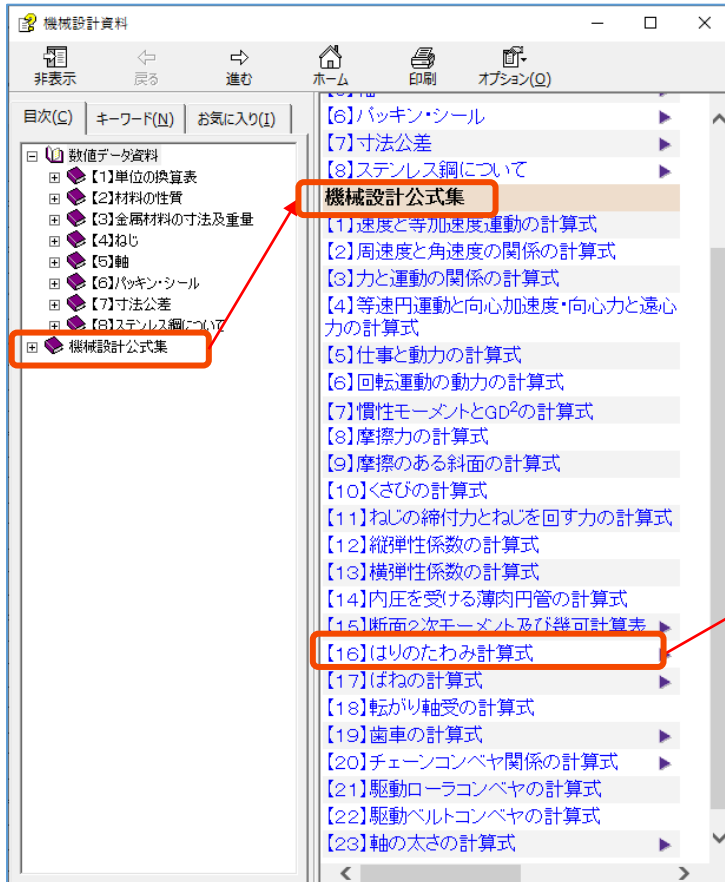 機械設計資料
非表示
戻る
進む
ホーム
印刷
オプション(O)
目次(C)
キーワード(N)
お気に入り(I)
数値データ資料
【1】単位の換算表
【2】材料の性質
【3】金属材料の寸法及重量
【4】ねじ
【5】軸
【6】パッキン・シール
【7】寸法公差
【8】ステンレス鋼について
機械設計公式集
【6】パッキン・シール
【7】寸法公差
【8】ステンレス鋼について
機械設計公式集
【1】速度と等加速度運動の計算式
【2】周速度と角速度の関係の計算式
【3】力と運動の関係の計算式
【4】等速円運動と向心加速度・向心力と遠心
力の計算式
【5】仕事と動力の計算式
【6】回転運動の動力の計算式
【7】慣性モーメントとGD²の計算式
【8】摩擦力の計算式
【9】摩擦のある斜面の計算式
【10】くさびの計算式
【11】ねじの締付力とねじを回す力の計算式
【12】縦弾性係数の計算式
【13】横弾性係数の計算式
【14】内圧を受ける薄肉円管の計算式
【15】断面2次モーメント及び幾可計算表
【16】はりのたわみ計算式
【17】ばねの計算式
【18】転がり軸受の計算式
【19】歯車の計算式
【20】チェーンコンベヤ関係の計算式
【21】駆動ローラコンベヤの計算式
【22】駆動ベルトコンベヤの計算式
【23】軸の太さの計算式